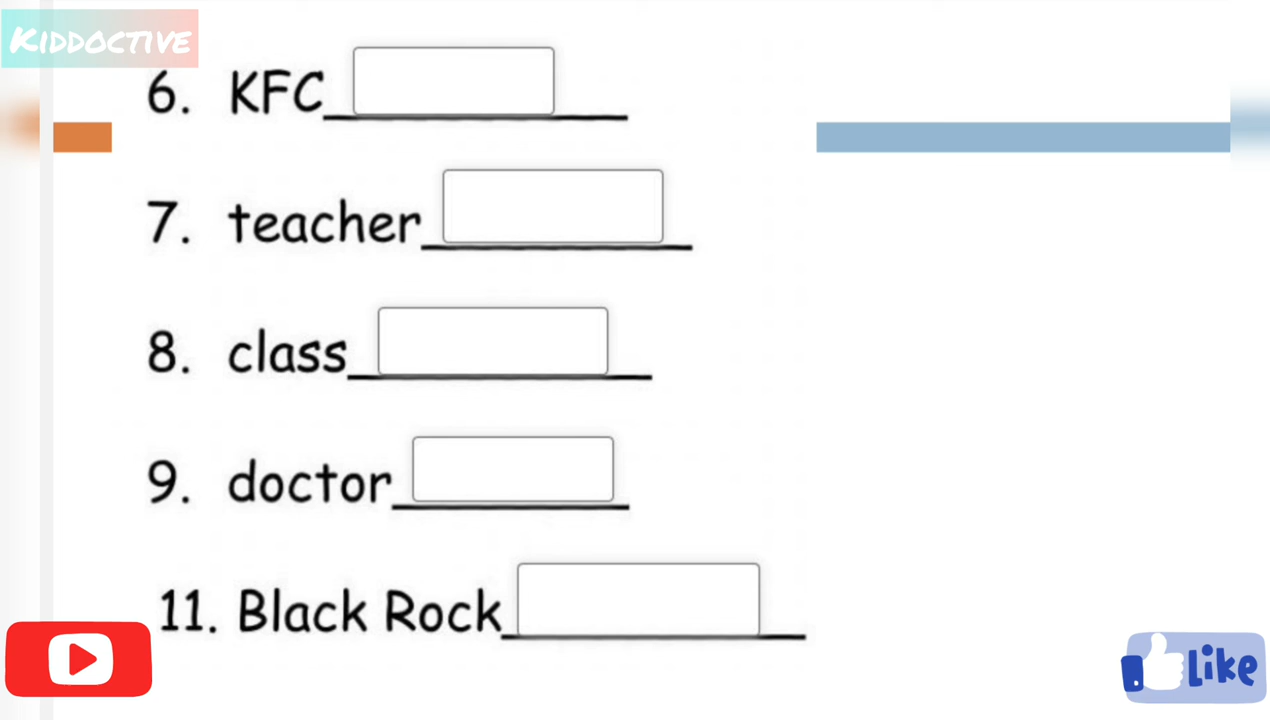 KIDDOCTIVE
6. KFC
7. teacher
8. class
9. doctor
11. Black Rock
Like